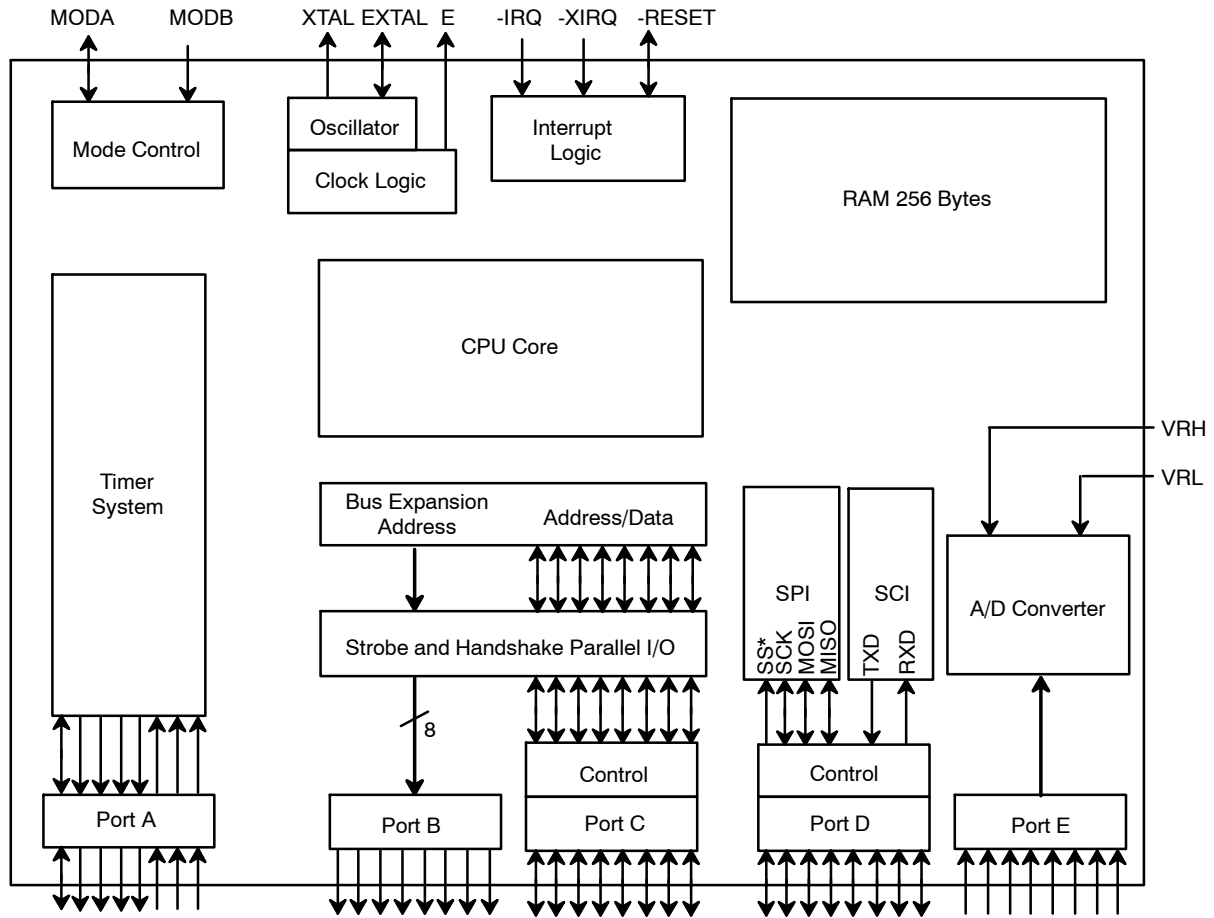 MODA MODB XTAL EXTAL E -IRQ -XIRQ -RESET
Mode Control
Oscillator
Clock Logic
Interrupt
Logic
RAM 256 Bytes
CPU Core
Timer
System
VRH
VRL
Bus Expansion
Address
Address/Data
Strobe and Handshake Parallel I/O
8
SPI
SS*
SCK
MOSI
MISO
SCI
TXD
RXD
A/D Converter
Control
Control
Port A
Port B
Port C
Port D
Port E